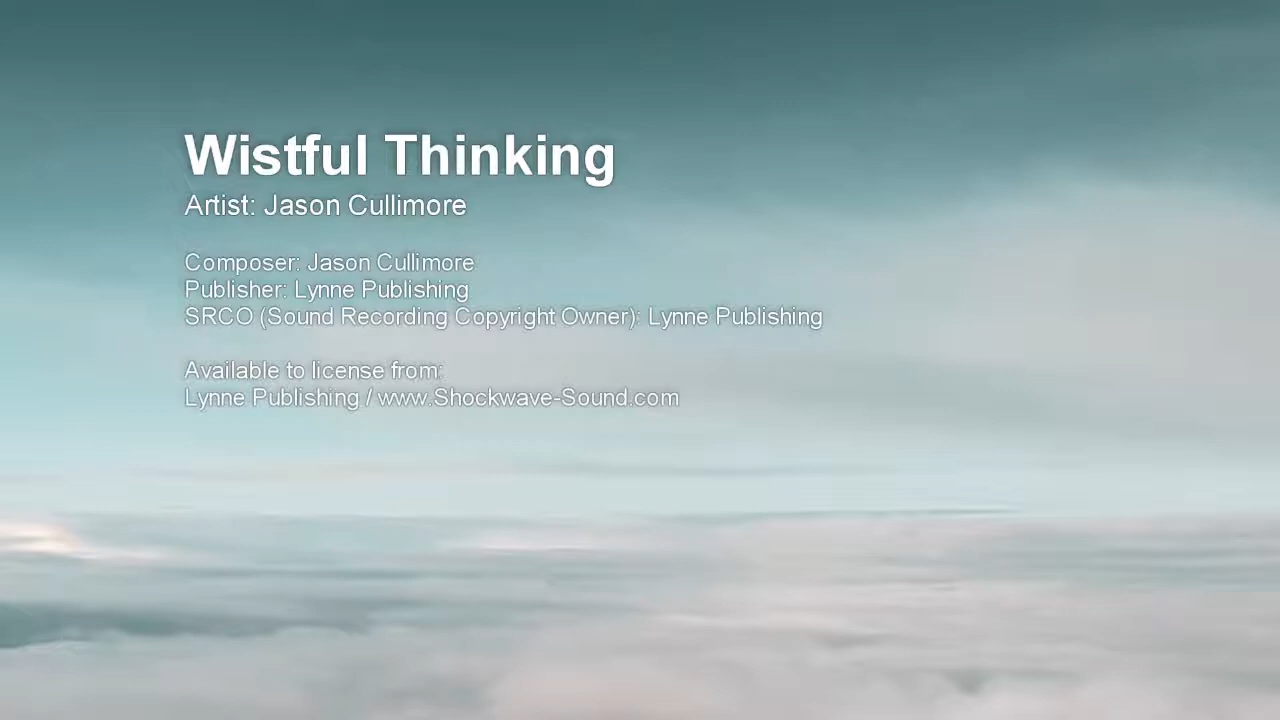 Wistful Thinking
Artist: Jason Cullimore
Composer: Jason Cullimore
Publisher: Lynne Publishing
SRCO (Sound Recording Copyright Owner): Lynne Publishing
Available to license from:
Lynne Publishing / www.Shockwave-Sound.com